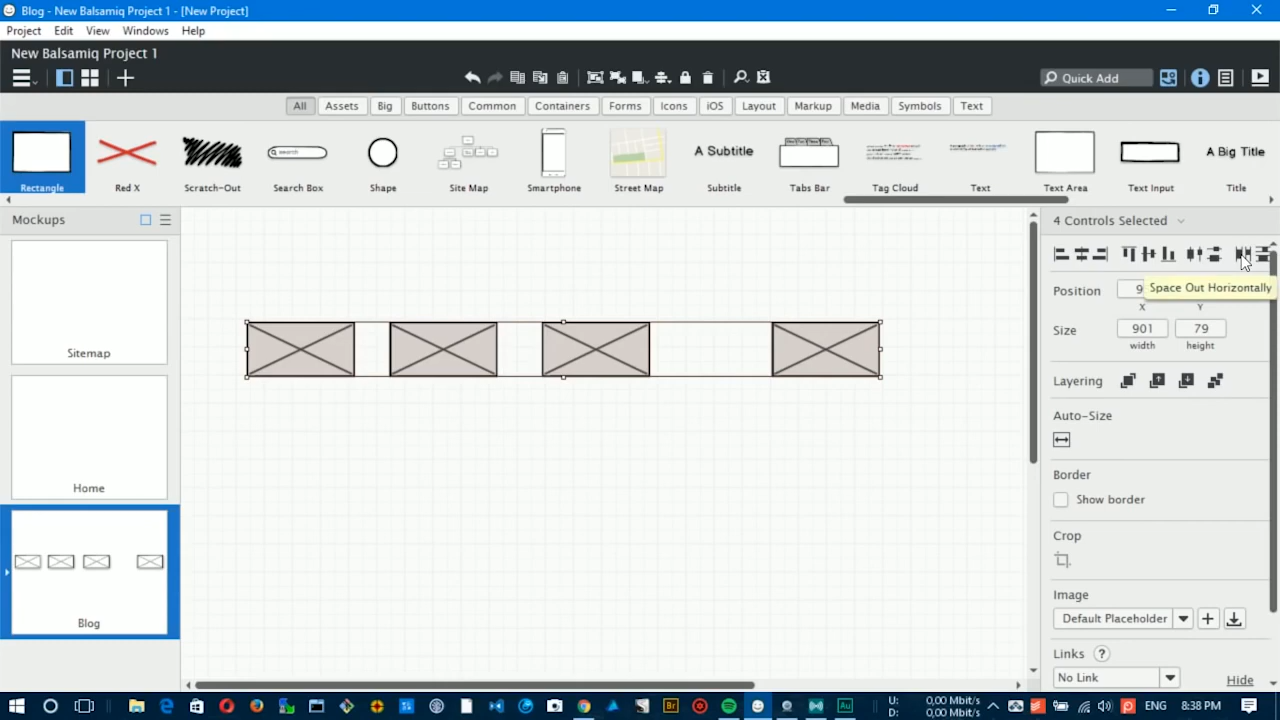 Blog - New Balsamiq Project 1 - [New Project]
Project Edit View Windows Help
New Balsamiq Project 1
Quick Add
All Assets Big Buttons Common Containers Forms Icons iOS Layout Markup Media Symbols Text
search A Subtitle A Big Title
Rectangle Red X Scratch-Out Search Box Shape Site Map Smartphone Street Map Subtitle Tabs Bar Tag Cloud Text Text Area Text Input Title
Mockups
Sitemap
Home
Blog
4 Controls Selected
Space Out Horizontally
Position 9
X Y
Size 901 79
width height
Layering
Auto-Size
Border
Show border
Crop
Image
Default Placeholder
Links ?
No Link Hide
U: 0,00 Mbit/s
D: 0,00 Mbit/s
Br Au ENG 8:38 PM